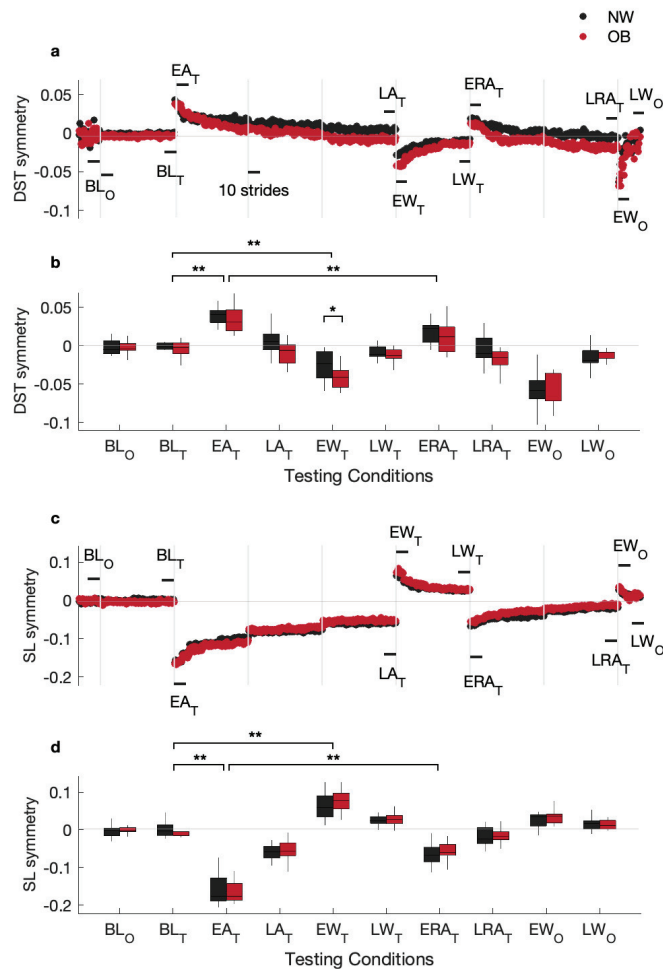 NW
OB
a
EA_T
LA_T
ERA_T
LRA_T
LW_O
0.05
0
-0.05
-0.1
DST symmetry
BL_O
BL_T
10 strides
EW_T
LW_T
EW_O
**
**
**
*
b
0.05
0
-0.05
-0.1
DST symmetry
BL_O BL_T EA_T LA_T EW_T LW_T ERA_T LRA_T EW_O LW_O
Testing Conditions
c
BL_O
BL_T
EW_T
LW_T
EW_O
0.1
0
-0.1
-0.2
SL symmetry
EA_T
LA_T
ERA_T
LRA_T
LW_O
**
**
**
d
0.1
0
-0.1
-0.2
SL symmetry
BL_O BL_T EA_T LA_T EW_T LW_T ERA_T LRA_T EW_O LW_O
Testing Conditions